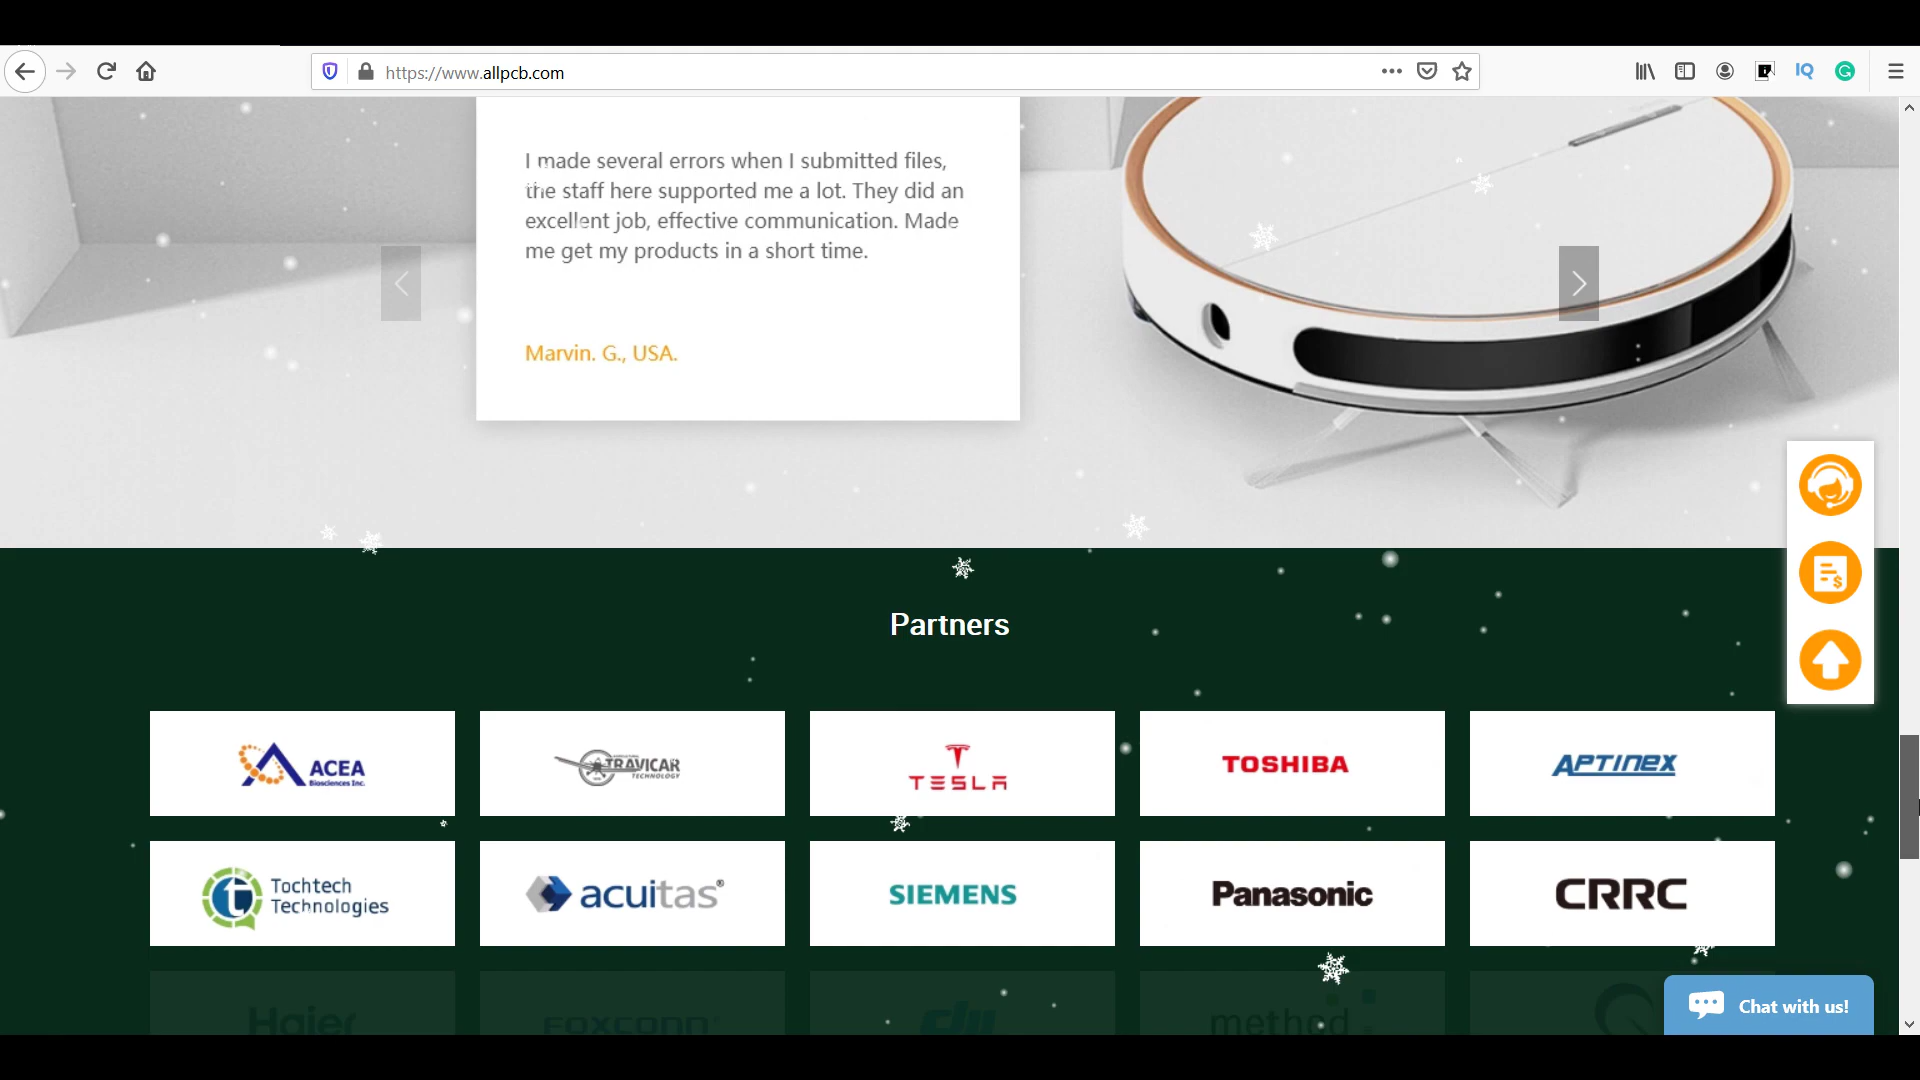 https://www.allpcb.com
IQ
I made several errors when I submitted files,
the staff here supported me a lot. They did an
excellent job, effective communication. Made
me get my products in a short time.
Marvin. G., USA.
Partners
ACEA
Biosciences Inc.
TRAVICAR
TECHNOLOGY
TESLA
TOSHIBA
APTINEX
Tochtech
Technologies
acuitas®
SIEMENS
Panasonic
CRRC
Haier
FOXCONN
dji
method
Chat with us!